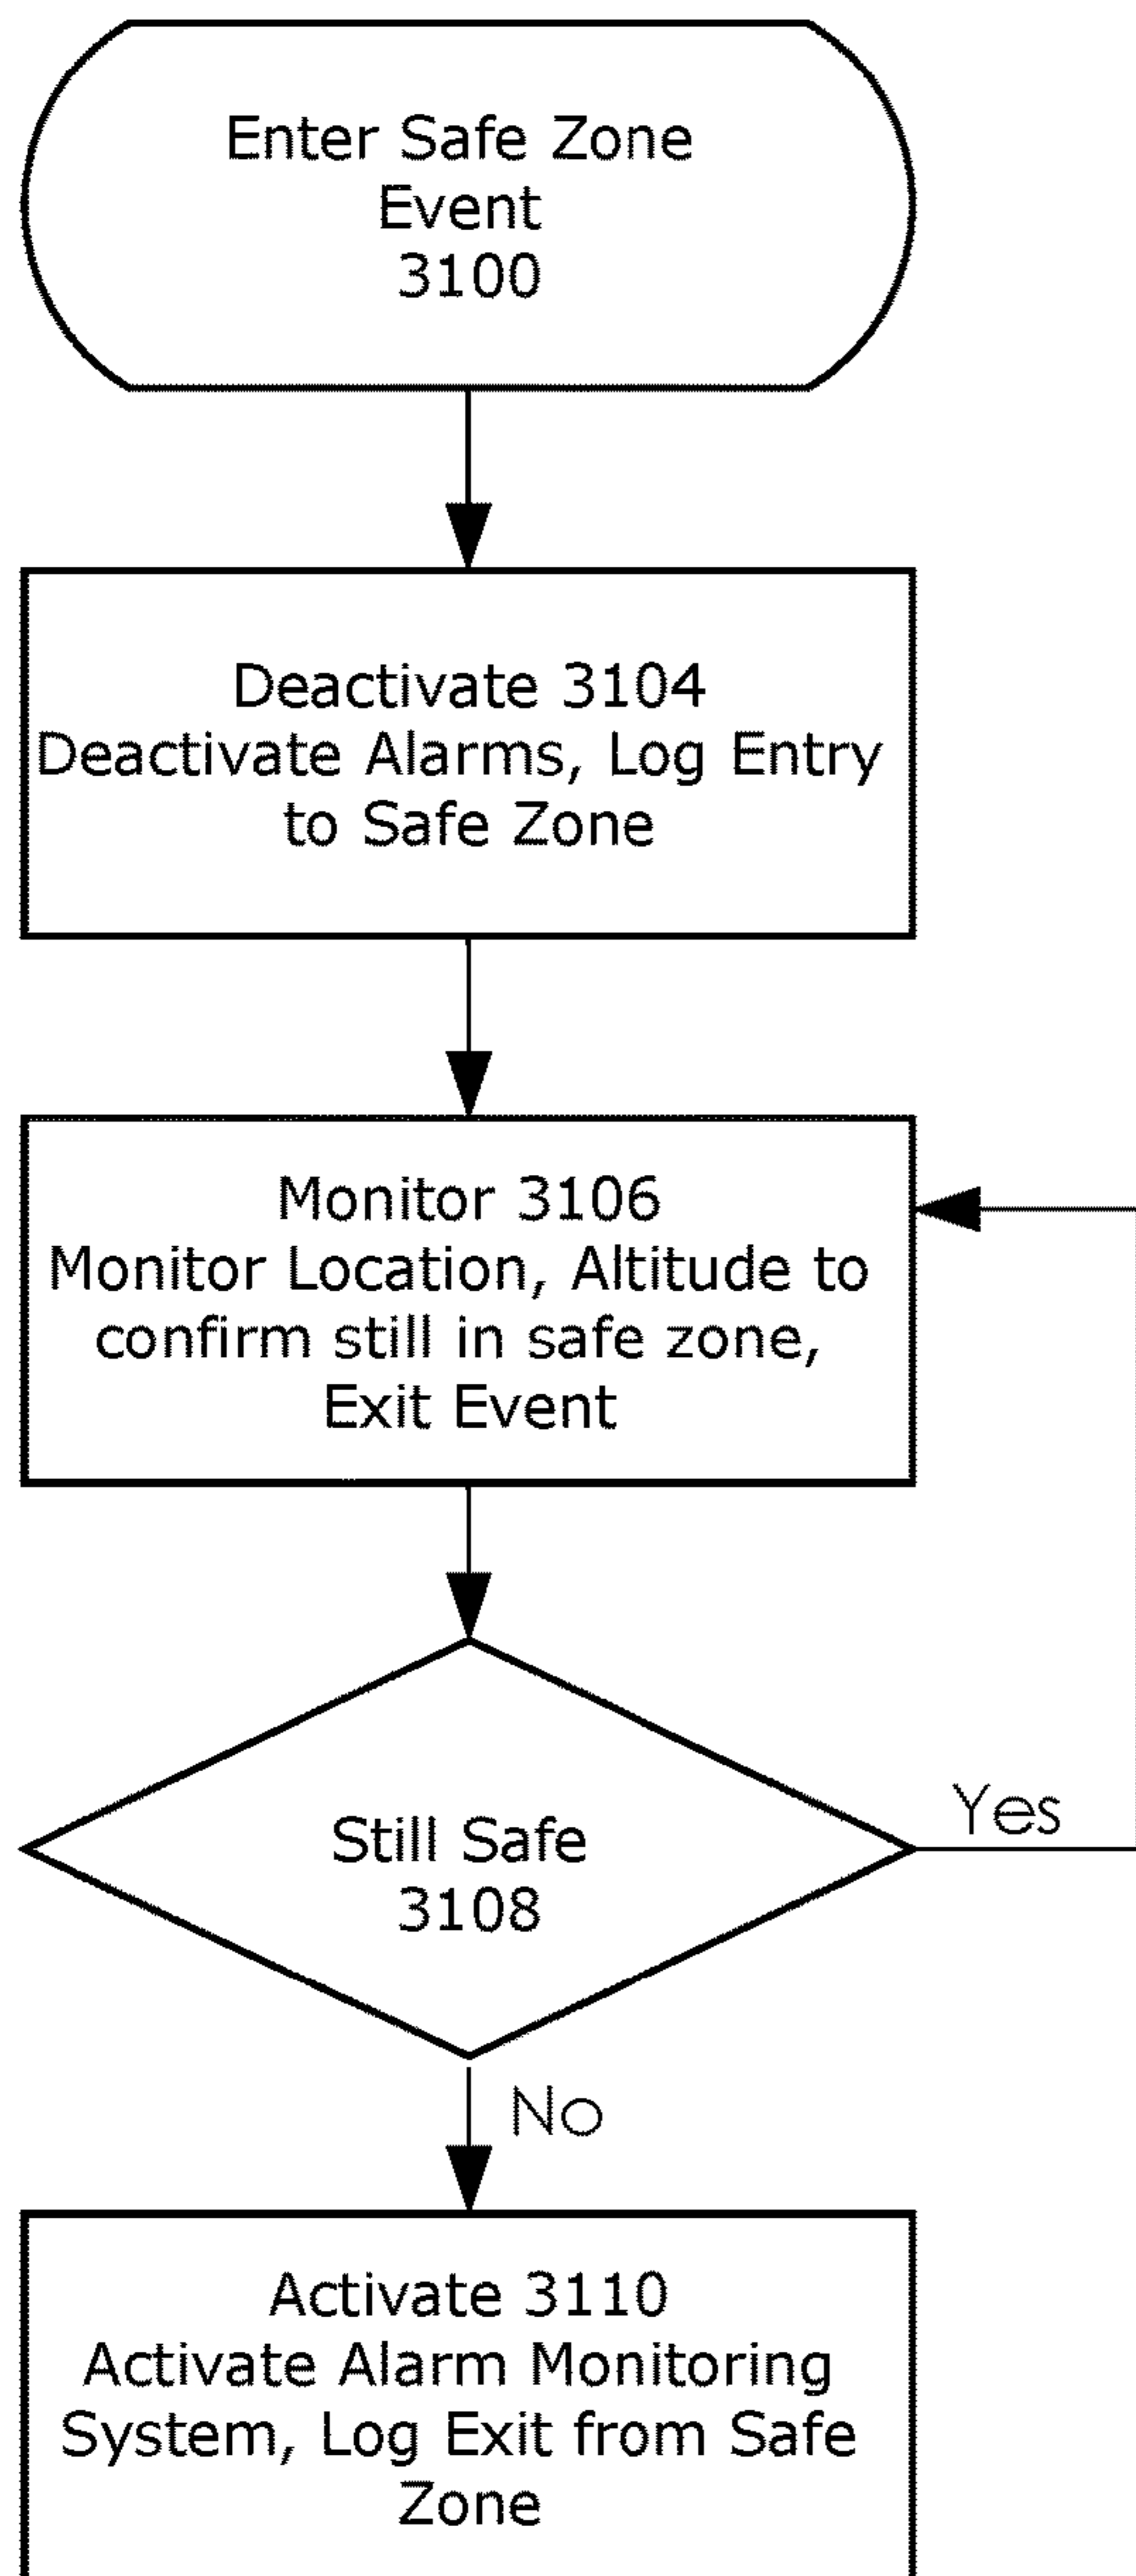 Enter Safe Zone
Event
3100
Deactivate 3104
Deactivate Alarms, Log Entry
to Safe Zone
Monitor 3106
Monitor Location, Altitude to
confirm still in safe zone,
Exit Event
Still Safe
3108
Yes
No
Activate 3110
Activate Alarm Monitoring
System, Log Exit from Safe
Zone